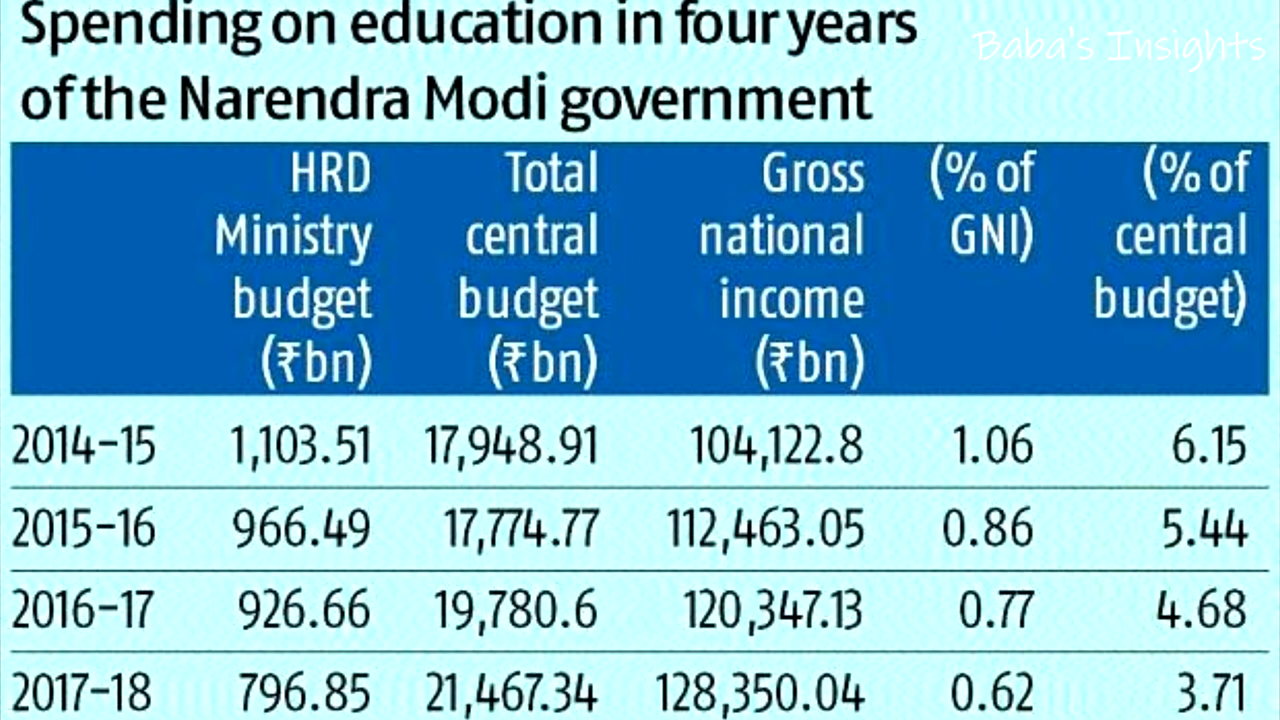 Spending on education in four years
of the Narendra Modi government
Baba's Insights
HRD Ministry budget (₹bn) Total central budget (₹bn) Gross national income (₹bn) (% of GNI) (% of central budget)
2014–15 1,103.51 17,948.91 104,122.8 1.06 6.15
2015–16 966.49 17,774.77 112,463.05 0.86 5.44
2016–17 926.66 19,780.6 120,347.13 0.77 4.68
2017–18 796.85 21,467.34 128,350.04 0.62 3.71